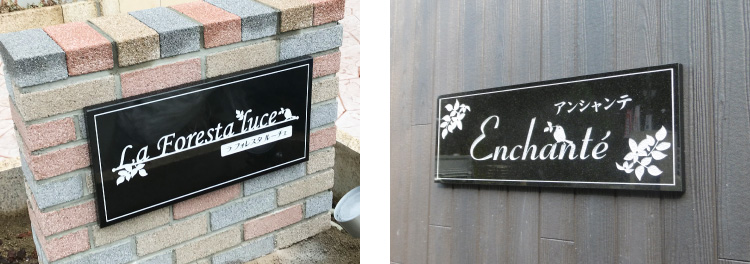 La Foresta luce
ラ フォレスタ ルーチェ
アンシャンテ
Enchanté